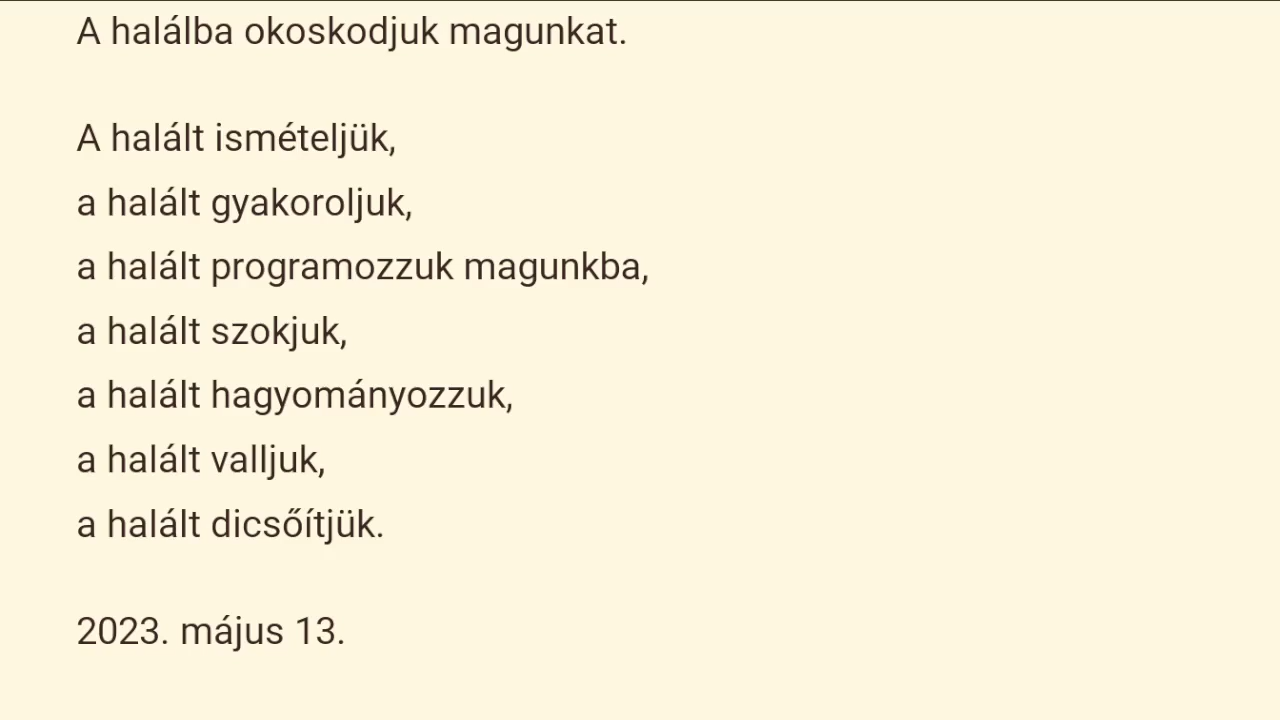 A halálba okoskodjuk magunkat.
A halált ismételjük,
a halált gyakoroljuk,
a halált programozzuk magunkba,
a halált szokjuk,
a halált hagyományozzuk,
a halált valljuk,
a halált dicsőítjük.
2023. május 13.